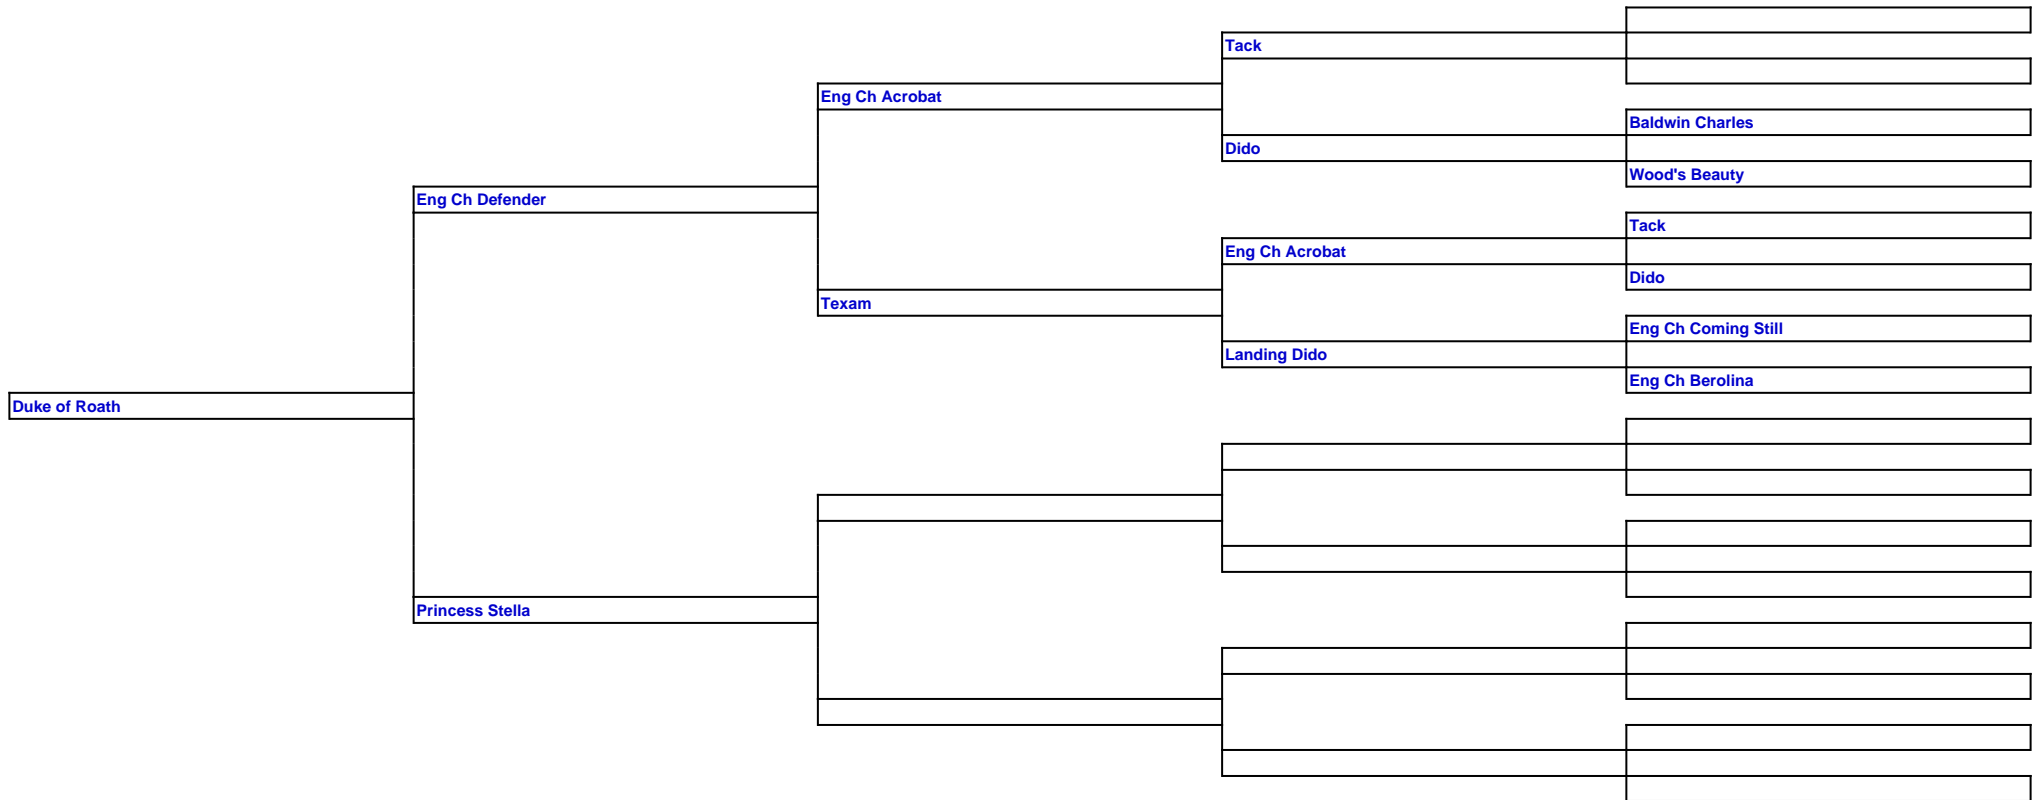 Tack
Eng Ch Acrobat
Baldwin Charles
Dido
Wood's Beauty
Eng Ch Defender
Tack
Eng Ch Acrobat
Dido
Texam
Eng Ch Coming Still
Landing Dido
Eng Ch Berolina
Duke of Roath
Princess Stella